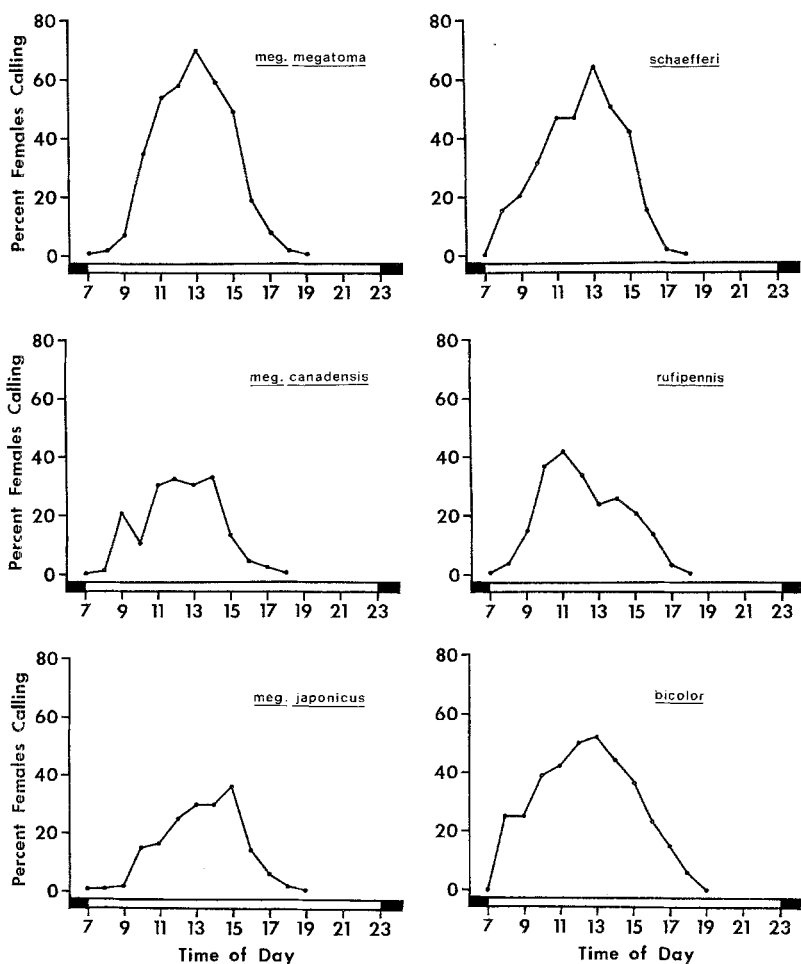 Percent Females Calling
80
60
40
20
0
meg. megatoma
7 9 11 13 15 17 19 21 23
80
60
40
20
0
schaefferi
7 9 11 13 15 17 19 21 23
Percent Females Calling
80
60
40
20
0
meg. canadensis
7 9 11 13 15 17 19 21 23
80
60
40
20
0
rufipennis
7 9 11 13 15 17 19 21 23
Percent Females Calling
80
60
40
20
0
meg. japonicus
7 9 11 13 15 17 19 21 23
Time of Day
80
60
40
20
0
bicolor
7 9 11 13 15 17 19 21 23
Time of Day